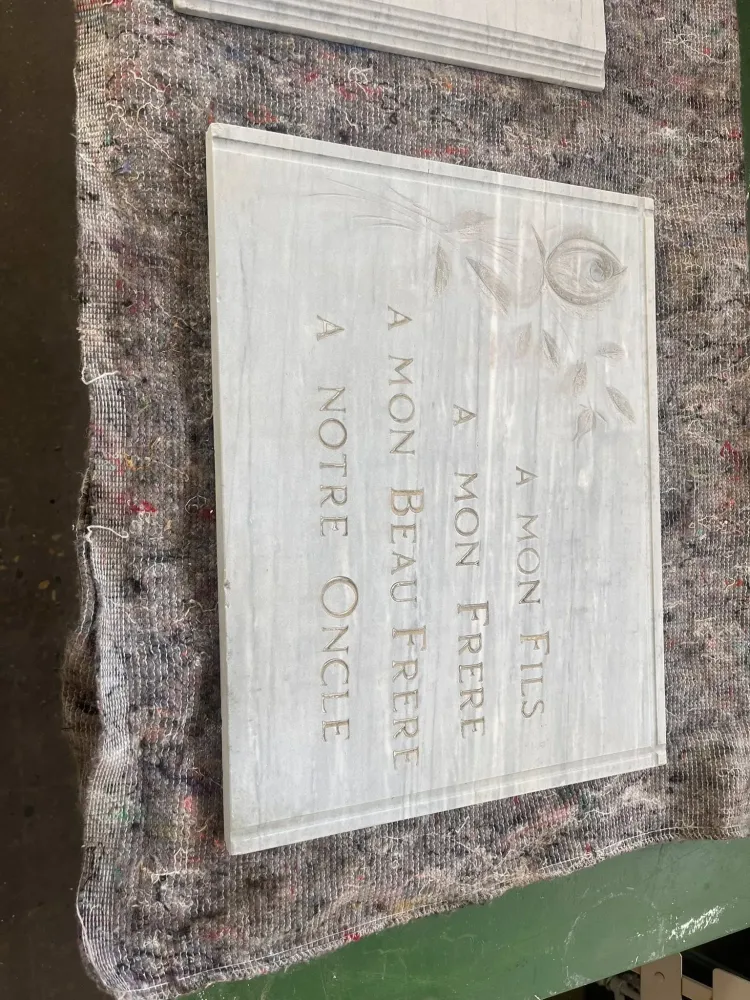 A MON FILS
A MON FRERE
A MON BEAU FRERE
A NOTRE ONCLE